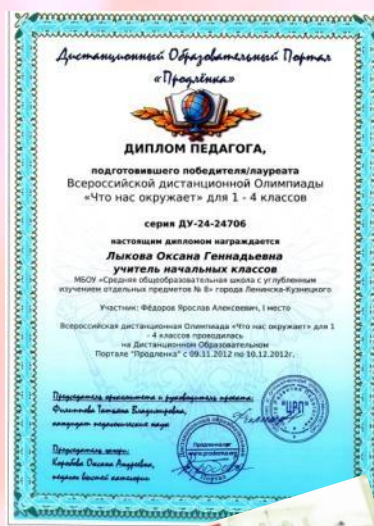 Дистанционный Образовательный Портал
«Продлёнка»
ДИПЛОМ ПЕДАГОГА,
подготовившего победителя/лауреата
Всероссийской дистанционной Олимпиады
«Что нас окружает» для 1 - 4 классов
серия ДУ-24-24706
настоящим дипломом награждается
Лыкова Оксана Геннадьевна
учитель начальных классов
МБОУ «Средняя общеобразовательная школа с углубленным
изучением отдельных предметов № 8» города Ленинска-Кузнецкого
Участник: Фёдоров Ярослав Алексеевич, I место
Всероссийская дистанционная Олимпиада «Что нас окружает» для 1
- 4 классов проводилась
на Дистанционном Образовательном
Портале "Продленка" с 09.11.2012 по 10.12.2012г.
Председатель оргкомитета и руководитель проекта:
Филиппова Татьяна Владимировна,
кандидат педагогических наук
"ЦРП"
Председатель жюри:
Коробова Оксана Андреевна,
педагог высшей категории